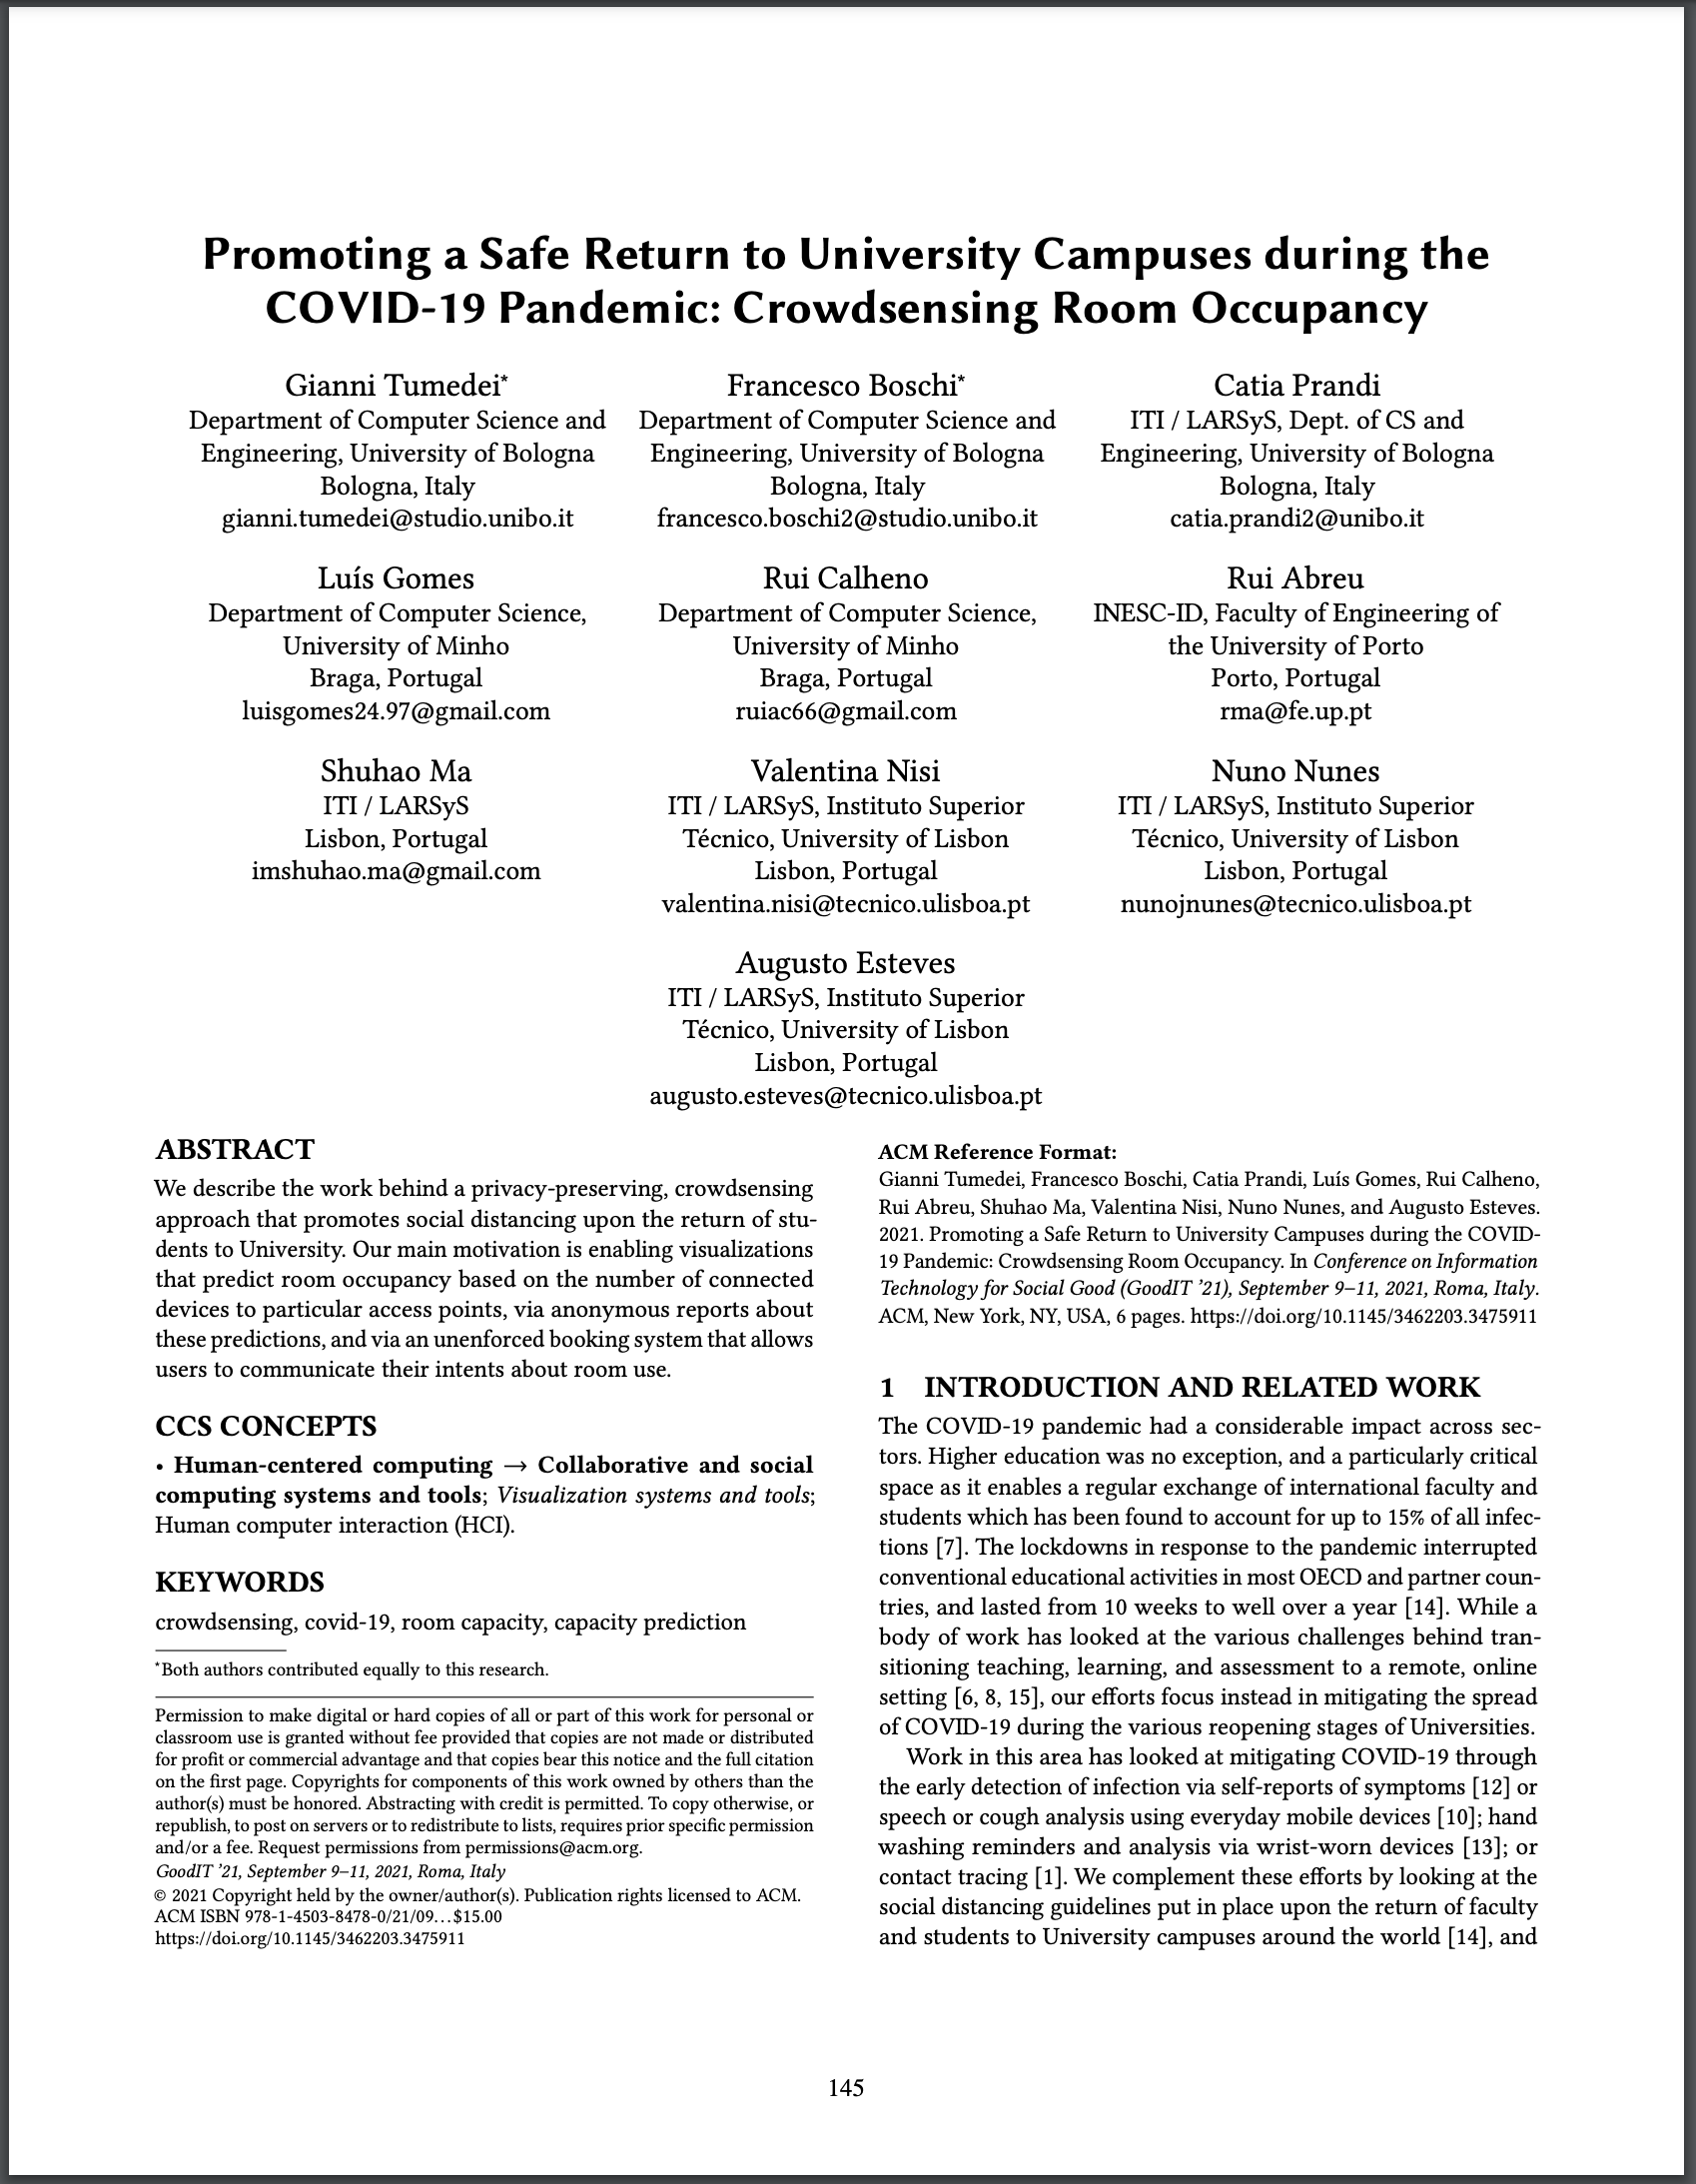 Promoting a Safe Return to University Campuses during the
COVID-19 Pandemic: Crowdsensing Room Occupancy
Gianni Tumedei*
Department of Computer Science and
Engineering, University of Bologna
Bologna, Italy
gianni.tumedei@studio.unibo.it
Francesco Boschi*
Department of Computer Science and
Engineering, University of Bologna
Bologna, Italy
francesco.boschi2@studio.unibo.it
Catia Prandi
ITI / LARSyS, Dept. of CS and
Engineering, University of Bologna
Bologna, Italy
catia.prandi2@unibo.it
Luís Gomes
Department of Computer Science,
University of Minho
Braga, Portugal
luisgomes24.97@gmail.com
Rui Calheno
Department of Computer Science,
University of Minho
Braga, Portugal
ruiac66@gmail.com
Rui Abreu
INESC-ID, Faculty of Engineering of
the University of Porto
Porto, Portugal
rma@fe.up.pt
Shuhao Ma
ITI / LARSyS
Lisbon, Portugal
imshuhao.ma@gmail.com
Valentina Nisi
ITI / LARSyS, Instituto Superior
Técnico, University of Lisbon
Lisbon, Portugal
valentina.nisi@tecnico.ulisboa.pt
Nuno Nunes
ITI / LARSyS, Instituto Superior
Técnico, University of Lisbon
Lisbon, Portugal
nunojnunes@tecnico.ulisboa.pt
Augusto Esteves
ITI / LARSyS, Instituto Superior
Técnico, University of Lisbon
Lisbon, Portugal
augusto.esteves@tecnico.ulisboa.pt
ABSTRACT
We describe the work behind a privacy-preserving, crowdsensing
approach that promotes social distancing upon the return of stu-
dents to University. Our main motivation is enabling visualizations
that predict room occupancy based on the number of connected
devices to particular access points, via anonymous reports about
these predictions, and via an unenforced booking system that allows
users to communicate their intents about room use.
CCS CONCEPTS
• Human-centered computing → Collaborative and social
computing systems and tools; Visualization systems and tools;
Human computer interaction (HCI).
KEYWORDS
crowdsensing, covid-19, room capacity, capacity prediction
*Both authors contributed equally to this research.
Permission to make digital or hard copies of all or part of this work for personal or
classroom use is granted without fee provided that copies are not made or distributed
for profit or commercial advantage and that copies bear this notice and the full citation
on the first page. Copyrights for components of this work owned by others than the
author(s) must be honored. Abstracting with credit is permitted. To copy otherwise, or
republish, to post on servers or to redistribute to lists, requires prior specific permission
and/or a fee. Request permissions from permissions@acm.org.
GoodIT ’21, September 9–11, 2021, Roma, Italy
© 2021 Copyright held by the owner/author(s). Publication rights licensed to ACM.
ACM ISBN 978-1-4503-8478-0/21/09…$15.00
https://doi.org/10.1145/3462203.3475911
ACM Reference Format:
Gianni Tumedei, Francesco Boschi, Catia Prandi, Luís Gomes, Rui Calheno,
Rui Abreu, Shuhao Ma, Valentina Nisi, Nuno Nunes, and Augusto Esteves.
2021. Promoting a Safe Return to University Campuses during the COVID-
19 Pandemic: Crowdsensing Room Occupancy. In Conference on Information
Technology for Social Good (GoodIT ’21), September 9–11, 2021, Roma, Italy.
ACM, New York, NY, USA, 6 pages. https://doi.org/10.1145/3462203.3475911
1 INTRODUCTION AND RELATED WORK
The COVID-19 pandemic had a considerable impact across sec-
tors. Higher education was no exception, and a particularly critical
space as it enables a regular exchange of international faculty and
students which has been found to account for up to 15% of all infec-
tions [7]. The lockdowns in response to the pandemic interrupted
conventional educational activities in most OECD and partner coun-
tries, and lasted from 10 weeks to well over a year [14]. While a
body of work has looked at the various challenges behind tran-
sitioning teaching, learning, and assessment to a remote, online
setting [6, 8, 15], our efforts focus instead in mitigating the spread
of COVID-19 during the various reopening stages of Universities.
Work in this area has looked at mitigating COVID-19 through
the early detection of infection via self-reports of symptoms [12] or
speech or cough analysis using everyday mobile devices [10]; hand
washing reminders and analysis via wrist-worn devices [13]; or
contact tracing [1]. We complement these efforts by looking at the
social distancing guidelines put in place upon the return of faculty
and students to University campuses around the world [14], and
145